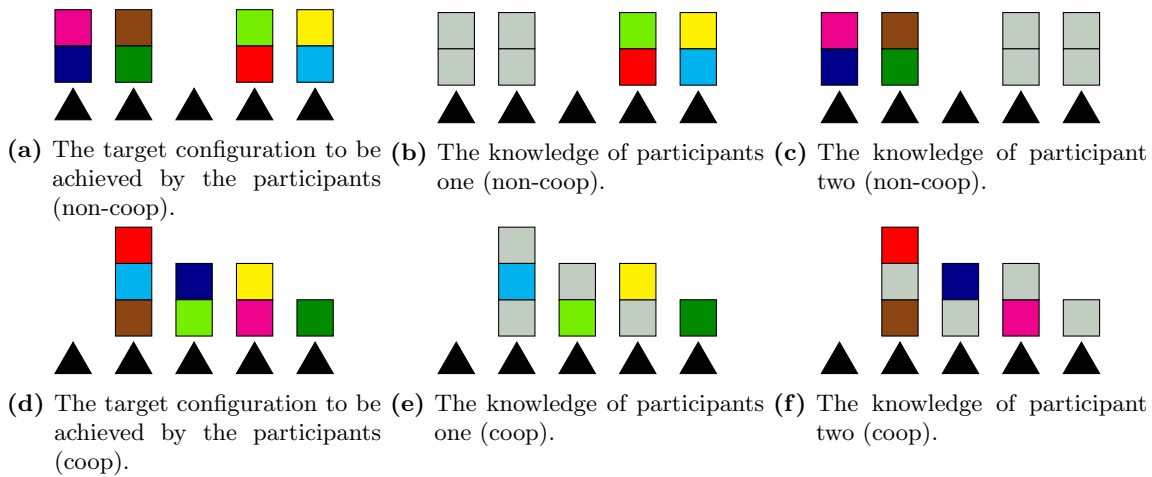 (a) The target configuration to be
achieved by the participants
(non-coop).
(b) The knowledge of participants
one (non-coop).
(c) The knowledge of participant
two (non-coop).
(d) The target configuration to be
achieved by the participants
(coop).
(e) The knowledge of participants
one (coop).
(f) The knowledge of participant
two (coop).